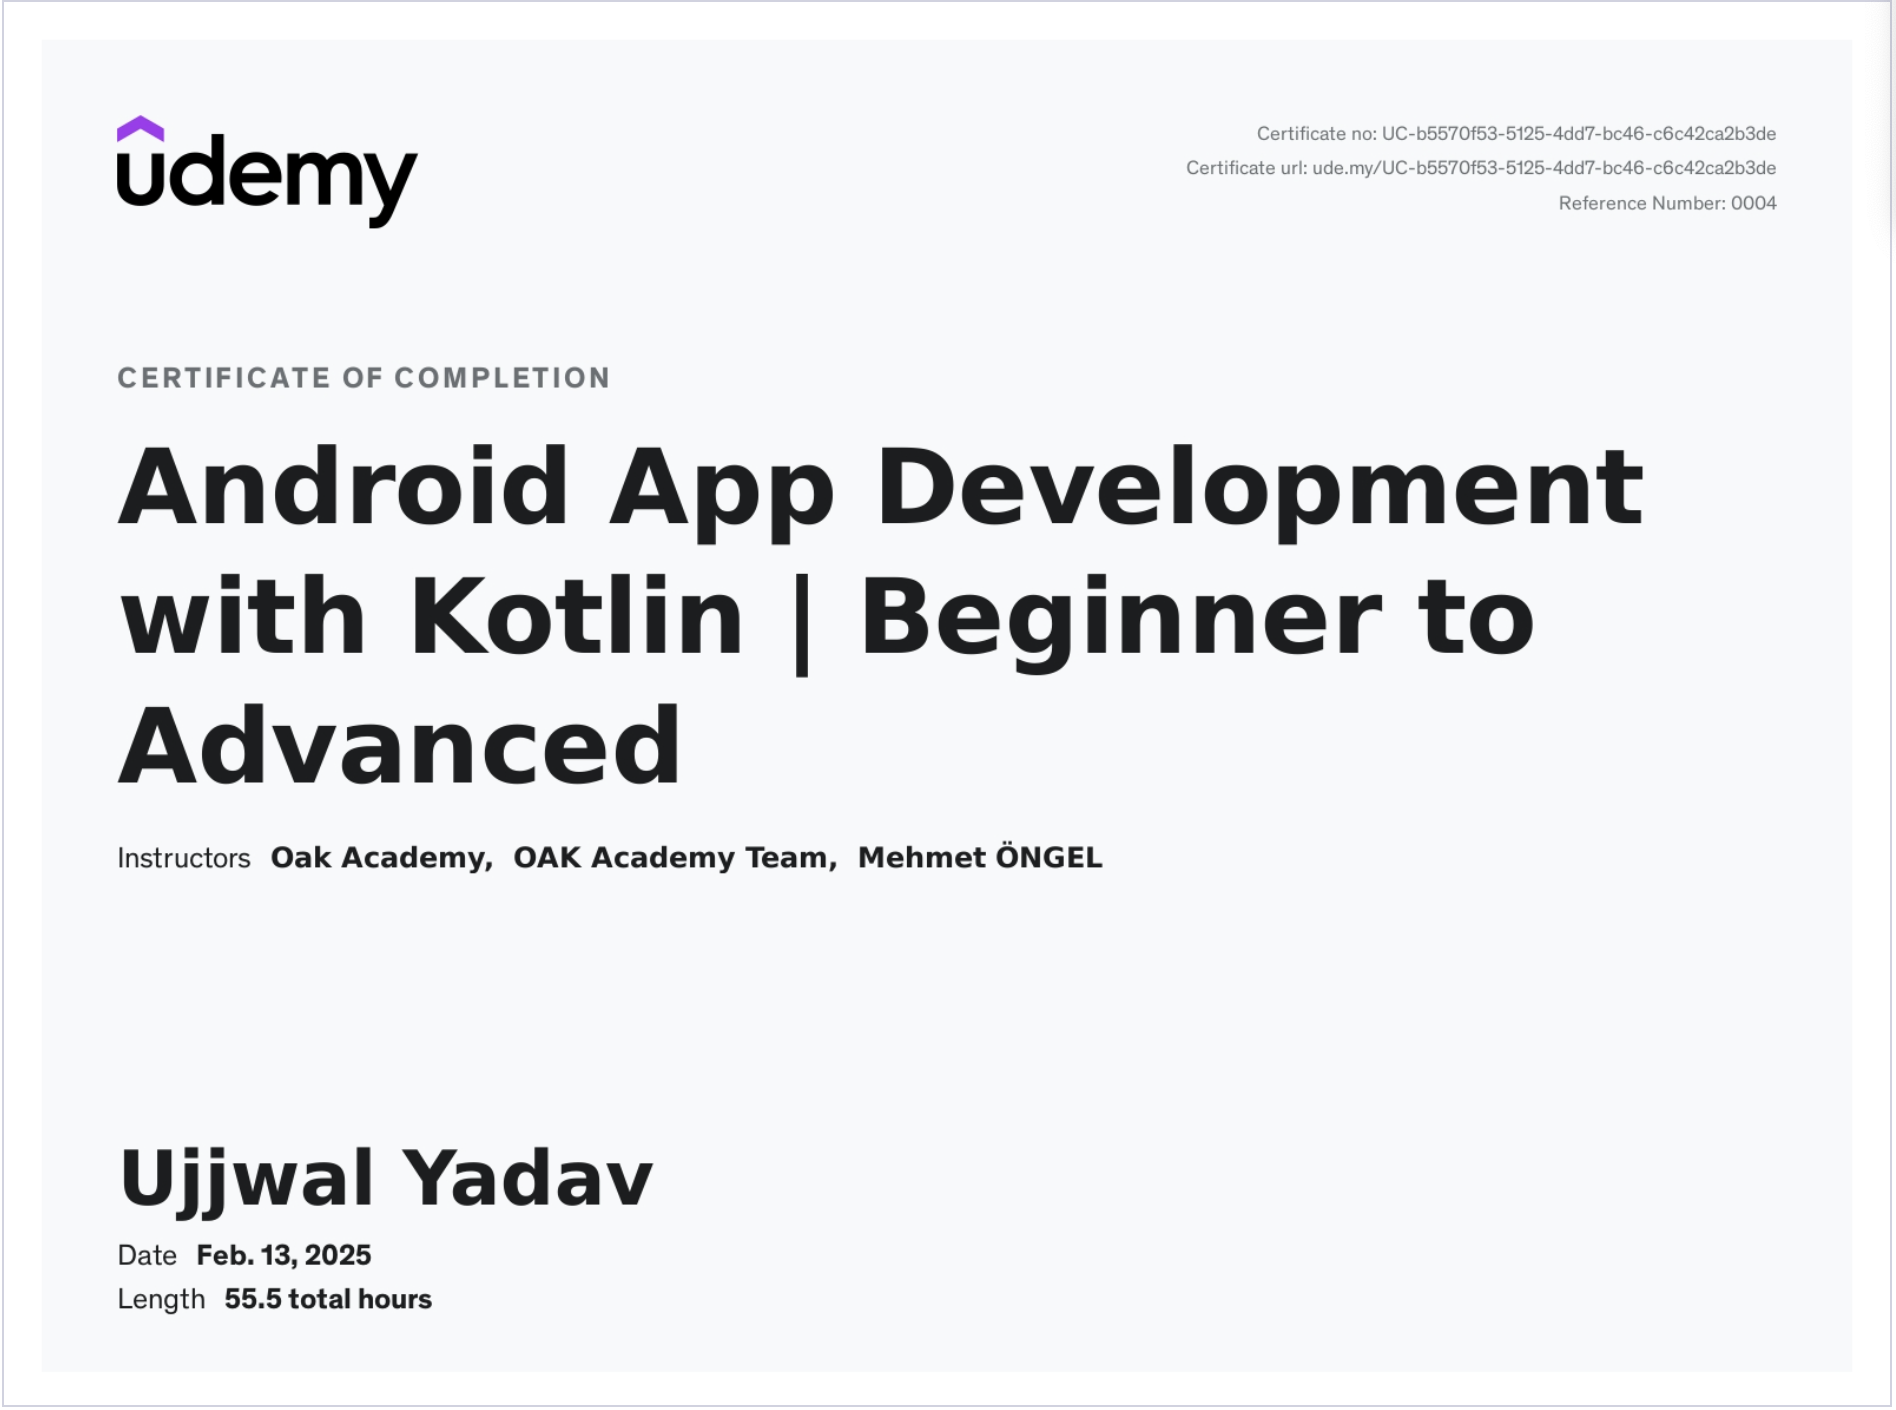 udemy
Certificate no: UC-b5570f53-5125-4dd7-bc46-c6c42ca2b3de
Certificate url: ude.my/UC-b5570f53-5125-4dd7-bc46-c6c42ca2b3de
Reference Number: 0004
CERTIFICATE OF COMPLETION
Android App Development
with Kotlin | Beginner to
Advanced
Instructors Oak Academy, OAK Academy Team, Mehmet ÖNGEL
Ujjwal Yadav
Date Feb. 13, 2025
Length 55.5 total hours